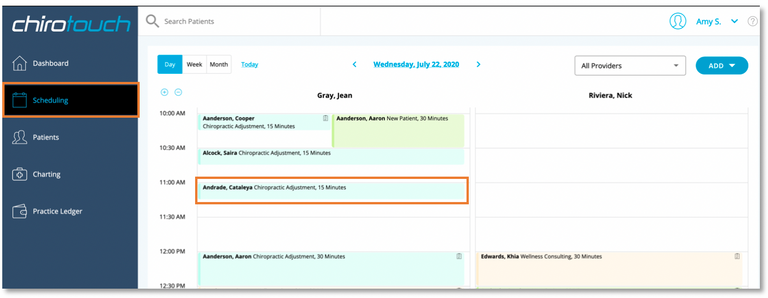 chirotouch
Search Patients
Amy S.
?
Dashboard
Scheduling
Patients
Charting
Practice Ledger
Day Week Month Today
Wednesday, July 22, 2020
All Providers
ADD
Gray, Jean
Riviera, Nick
10:00 AM
Aanderson, Cooper
Chiropractic Adjustment, 15 Minutes
Aanderson, Aaron New Patient, 30 Minutes
10:30 AM
Alcock, Saira Chiropractic Adjustment, 15 Minutes
11:00 AM
Andrade, Cataleya Chiropractic Adjustment, 15 Minutes
11:30 AM
12:00 PM
Aanderson, Aaron Chiropractic Adjustment, 30 Minutes
Edwards, Khia Wellness Consulting, 30 Minutes
12:30 PM